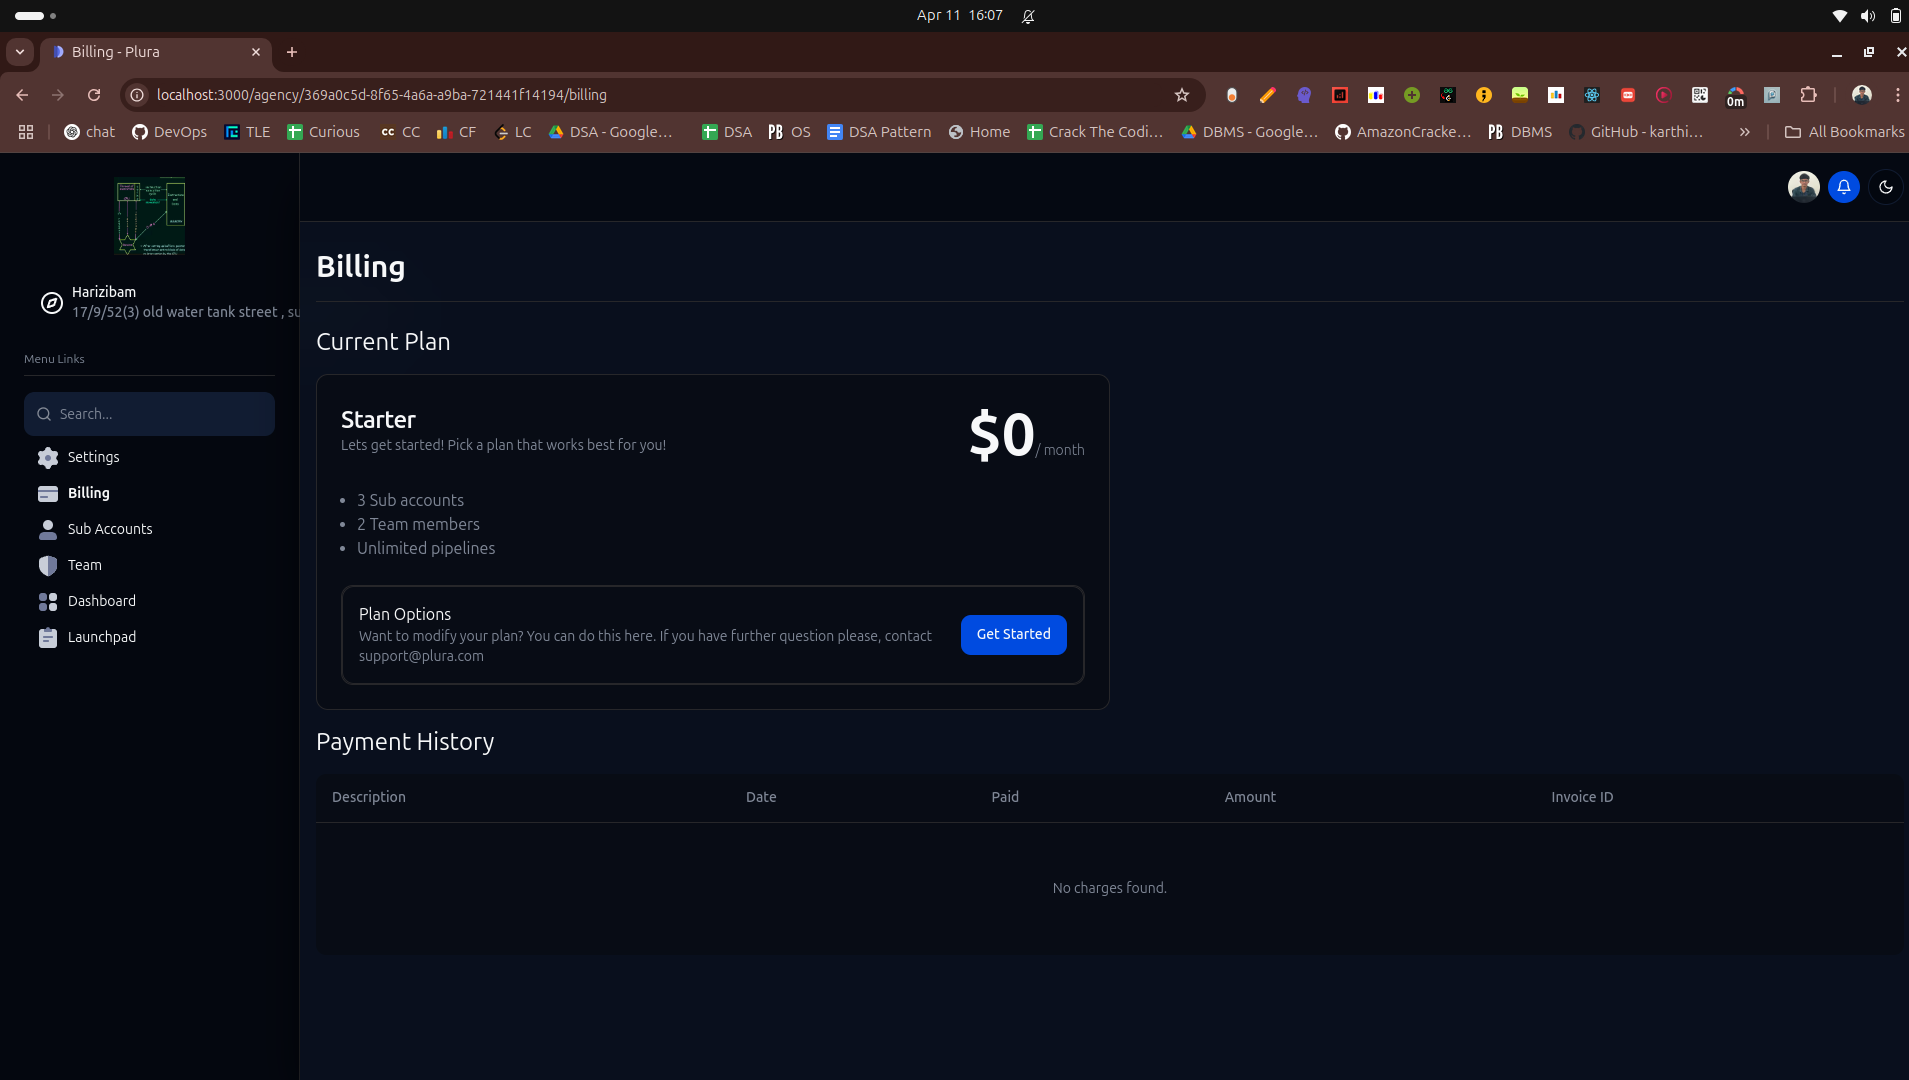 Apr 11 16:07
Billing - Plura
localhost:3000/agency/369a0c5d-8f65-4a6a-a9ba-721441f14194/billing
0m
chat
DevOps
TLE
Curious
CC CC
CF
LC
DSA - Google...
DSA
PB OS
DSA Pattern
Home
Crack The Codi...
DBMS - Google...
AmazonCracke...
PB DBMS
GitHub - karthi...
All Bookmarks
Harizibam
17/9/52(3) old water tank street , su
Menu Links
Search...
Settings
Billing
Sub Accounts
Team
Dashboard
Launchpad
Billing
Current Plan
Starter
Lets get started! Pick a plan that works best for you!
$0 / month
3 Sub accounts
2 Team members
Unlimited pipelines
Plan Options
Want to modify your plan? You can do this here. If you have further question please, contact
support@plura.com
Get Started
Payment History
Description Date Paid Amount Invoice ID
No charges found.